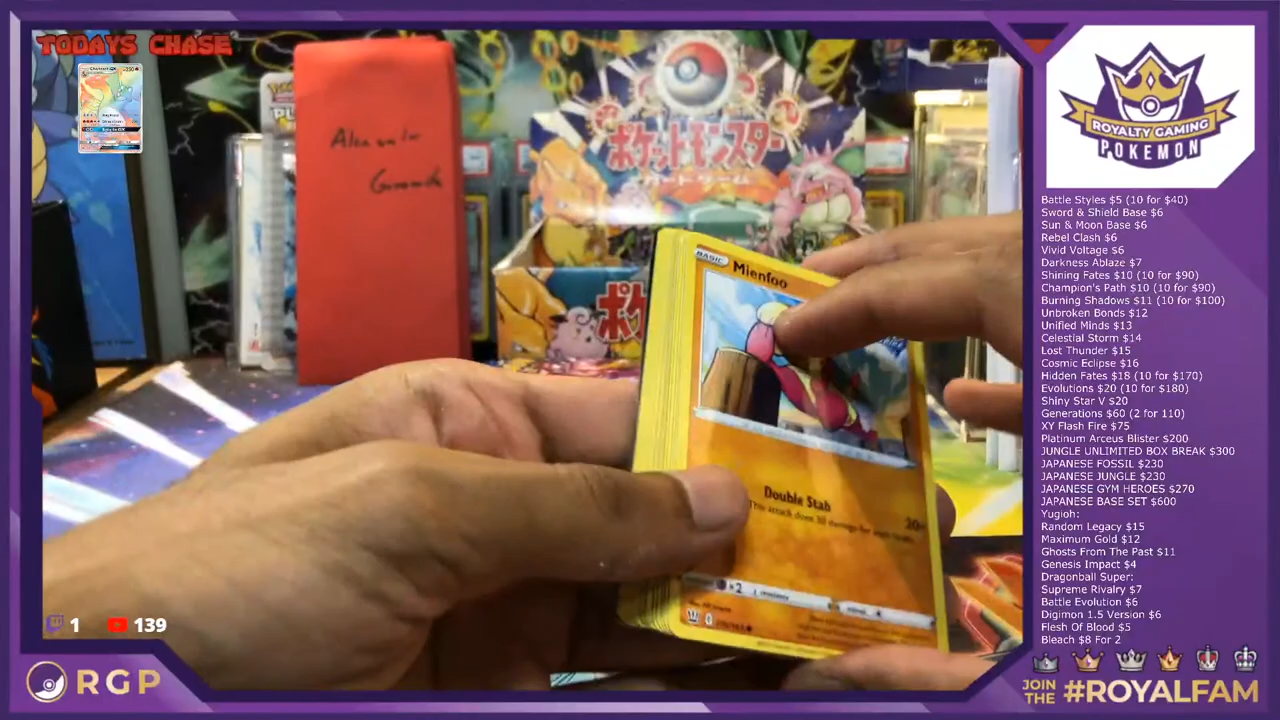 TODAYS CHASE
ポケットモンスター
BASIC Mienfoo
Double Stab
20×
×2
1
139
RGP
ROYALTY GAMING
POKEMON
Battle Styles $5 (10 for $40)
Sword & Shield Base $6
Sun & Moon Base $6
Rebel Clash $6
Vivid Voltage $6
Darkness Ablaze $7
Shining Fates $10 (10 for $90)
Champion's Path $10 (10 for $90)
Burning Shadows $11 (10 for $100)
Unbroken Bonds $12
Unified Minds $13
Celestial Storm $14
Lost Thunder $15
Cosmic Eclipse $16
Hidden Fates $18 (10 for $170)
Evolutions $20 (10 for $180)
Shiny Star V $20
Generations $60 (2 for 110)
XY Flash Fire $75
Platinum Arceus Blister $200
JUNGLE UNLIMITED BOX BREAK $300
JAPANESE FOSSIL $230
JAPANESE JUNGLE $230
JAPANESE GYM HEROES $270
JAPANESE BASE SET $600
Yugioh:
Random Legacy $15
Maximum Gold $12
Ghosts From The Past $11
Genesis Impact $4
Dragonball Super:
Supreme Rivalry $7
Battle Evolution $6
Digimon 1.5 Version $6
Flesh Of Blood $5
Bleach $8 For 2
JOIN
THE #ROYALFAM